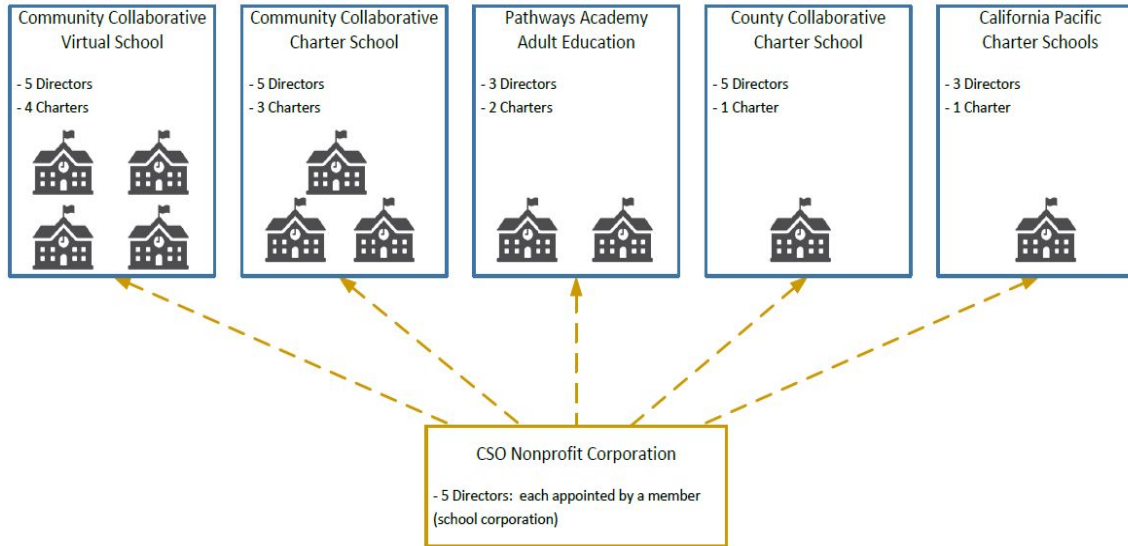 Community Collaborative
Virtual School
- 5 Directors
- 4 Charters
Community Collaborative
Charter School
- 5 Directors
- 3 Charters
Pathways Academy
Adult Education
- 3 Directors
- 2 Charters
County Collaborative
Charter School
- 5 Directors
- 1 Charter
California Pacific
Charter Schools
- 3 Directors
- 1 Charter
CSO Nonprofit Corporation
- 5 Directors:  each appointed by a member
(school corporation)